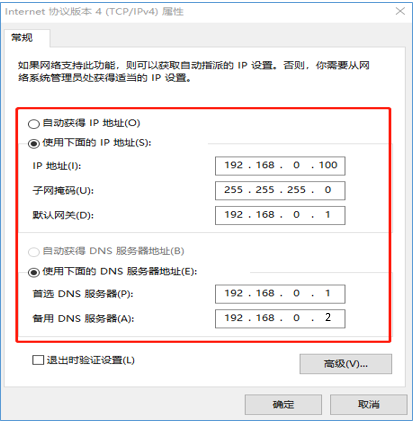 Internet 协议版本 4 (TCP/IPv4) 属性
常规
如果网络支持此功能，则可以获取自动指派的 IP 设置。否则，你需要从网
络系统管理员处获得适当的 IP 设置。
自动获得 IP 地址(O)
使用下面的 IP 地址(S):
IP 地址(I): 192 . 168 . 0 . 100
子网掩码(U): 255 . 255 . 255 . 0
默认网关(D): 192 . 168 . 0 . 1
自动获得 DNS 服务器地址(B)
使用下面的 DNS 服务器地址(E):
首选 DNS 服务器(P): 192 . 168 . 0 . 1
备用 DNS 服务器(A): 192 . 168 . 0 . 2
退出时验证设置(L)
高级(V)...
确定 取消